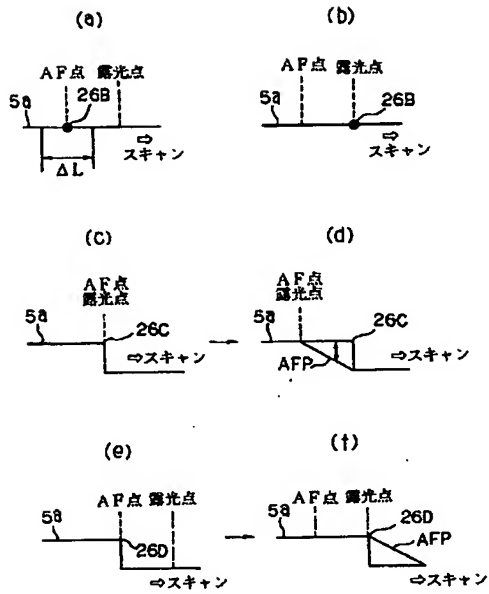 (a)
AF点 露光点
26B
5a
⇨
スキャン
ΔL
(b)
AF点 露光点
26B
5a
⇨
スキャン
(c)
AF点
露光点
5a
26C
⇨スキャン
(d)
AF点
露光点
5a
26C
AFP
⇨スキャン
(e)
AF点 露光点
5a
26D
⇨スキャン
(f)
AF点 露光点
5a
26D
AFP
⇨スキャン